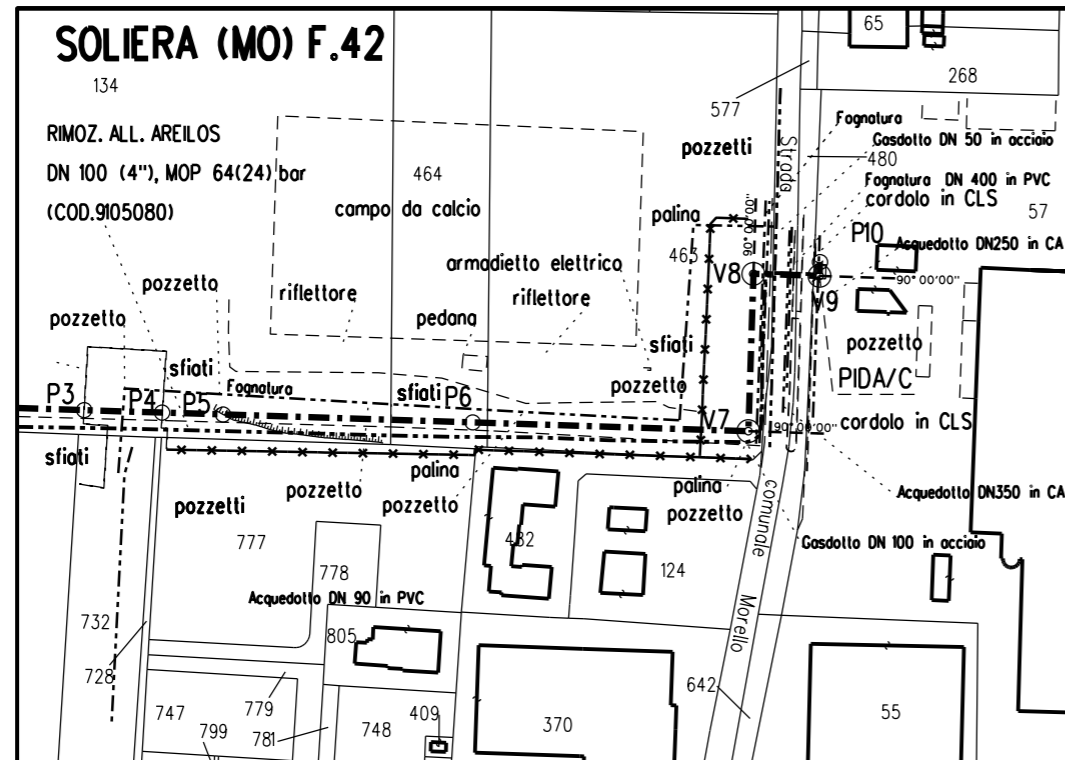 SOLIERA (MO) F.42
65
134
268
577
RIMOZ. ALL. AREILOS
DN 100 (4"), MOP 64(24) bar
(COD.9105080)
Fognatura
Gasdotto DN 50 in acciaio
pozzetti
Strada
480
464
Fognatura DN 400 in PVC
cordolo in CLS
57
campo da calcio
palina
90°00'00"
P10
Acquedotto DN250 in CA
463
armadietto elettrico
V8
90°00'00"
V9
pozzetto
riflettore
riflettore
pozzetto
pedana
sfiati
pozzetto
sfiati
pozzetto
PIDA/C
Fognatura
sfiati
P3
P4
P5
P6
V7
90°00'00"
cordolo in CLS
sfiati
palina
pozzetto
palina
Acquedotto DN350 in CA
pozzetti
pozzetto
pozzetto
comunale
777
432
Gasdotto DN 100 in acciaio
778
124
Acquedotto DN 90 in PVC
Morello
732
805
728
642
747
779
409
55
799
781
748
370